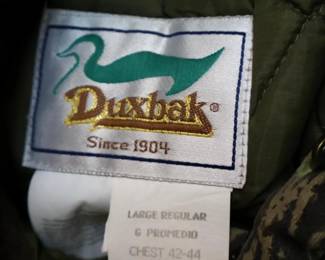 Duxbak®
Since 1904
LARGE REGULAR
G PROMEDIO
CHEST 42-44